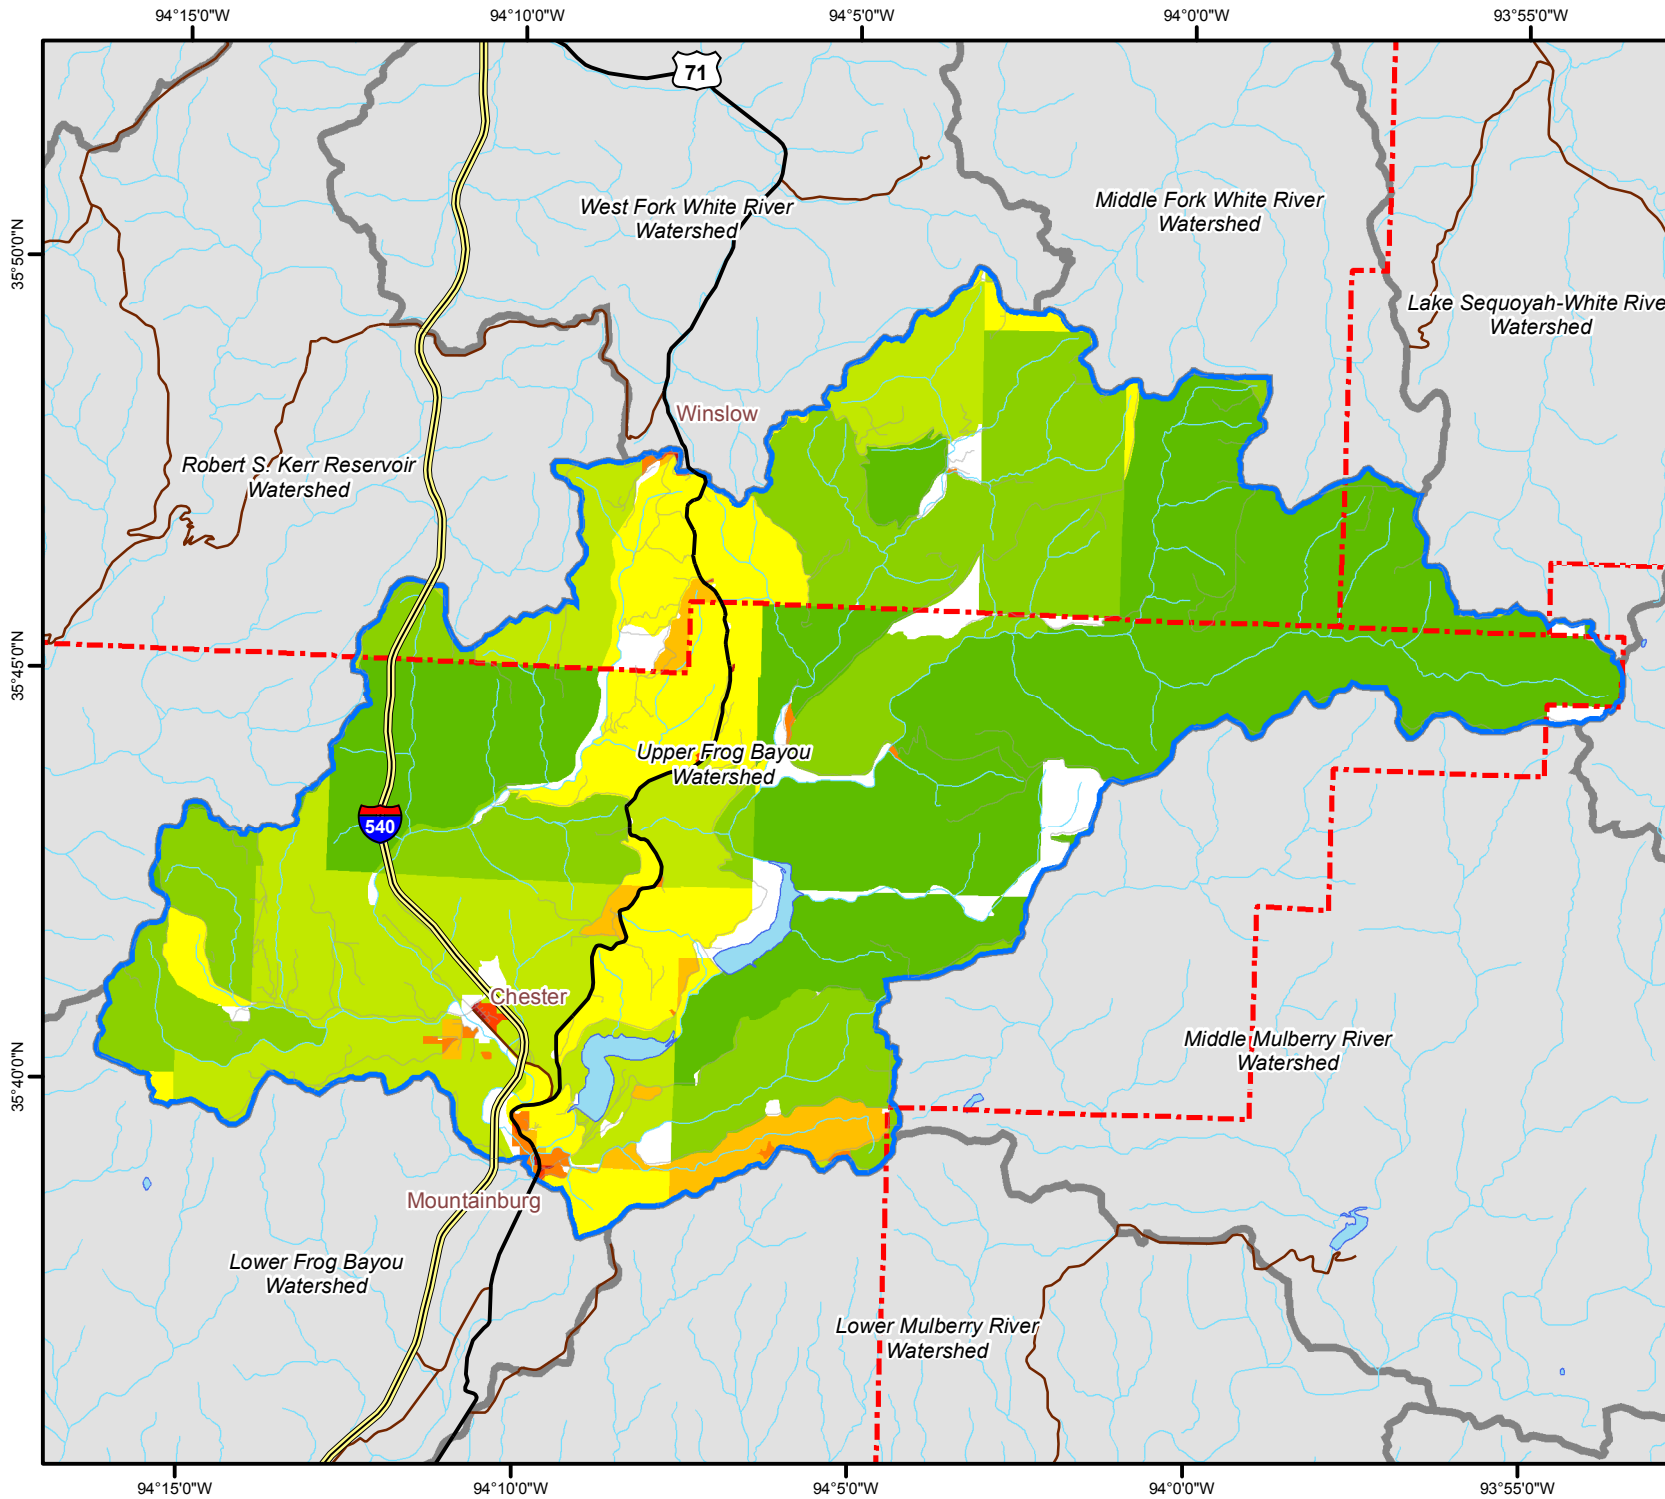 94°15'0"W
94°10'0"W
94°5'0"W
94°0'0"W
93°55'0"W
71
West Fork White River
Watershed
Middle Fork White River
Watershed
35°50'0"N
Lake Sequoyah-White Rive
Watershed
Winslow
Robert S. Kerr Reservoir
Watershed
35°45'0"N
Upper Frog Bayou
Watershed
540
Chester
35°40'0"N
Middle Mulberry River
Watershed
Mountainburg
Lower Frog Bayou
Watershed
Lower Mulberry River
Watershed
94°15'0"W
94°10'0"W
94°5'0"W
94°0'0"W
93°55'0"W